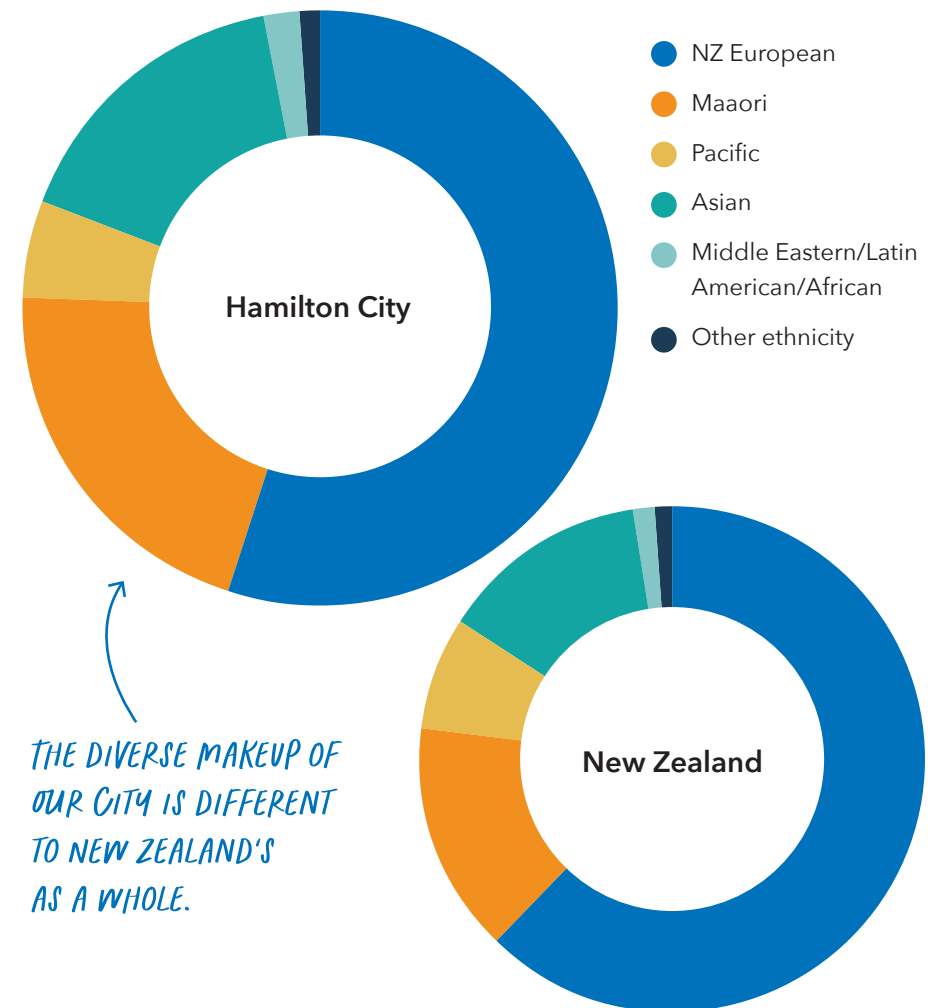 NZ European
Maaori
Pacific
Asian
Middle Eastern/Latin
American/African
Other ethnicity
Hamilton City
New Zealand
THE DIVERSE MAKEUP OF
OUR CITY IS DIFFERENT
TO NEW ZEALAND'S
AS A WHOLE.